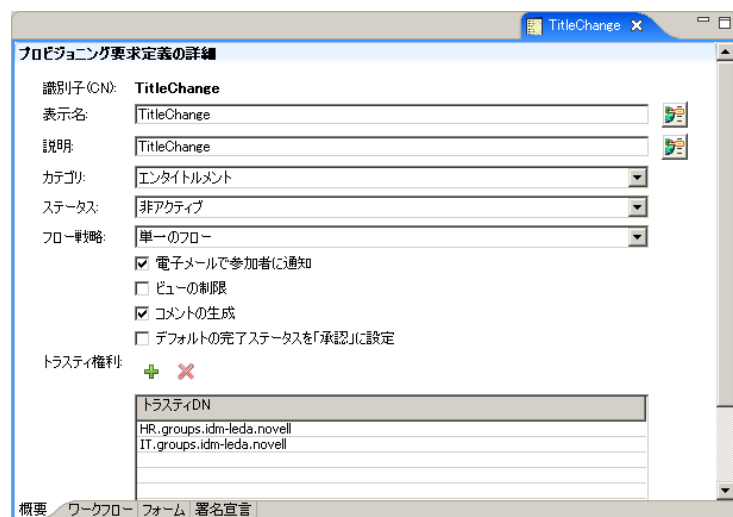 TitleChange
プロビジョニング要求定義の詳細
識別子(CN): TitleChange
表示名: TitleChange
説明: TitleChange
カテゴリ: エンタイトルメント
ステータス: 非アクティブ
フロー戦略: 単一のフロー
電子メールで参加者に通知
ビューの制限
コメントの生成
デフォルトの完了ステータスを「承認」に設定
トラスティ権利:
トラスティDN
HR.groups.idm-leda.novell
IT.groups.idm-leda.novell
概要 ワークフロー フォーム 署名宣言